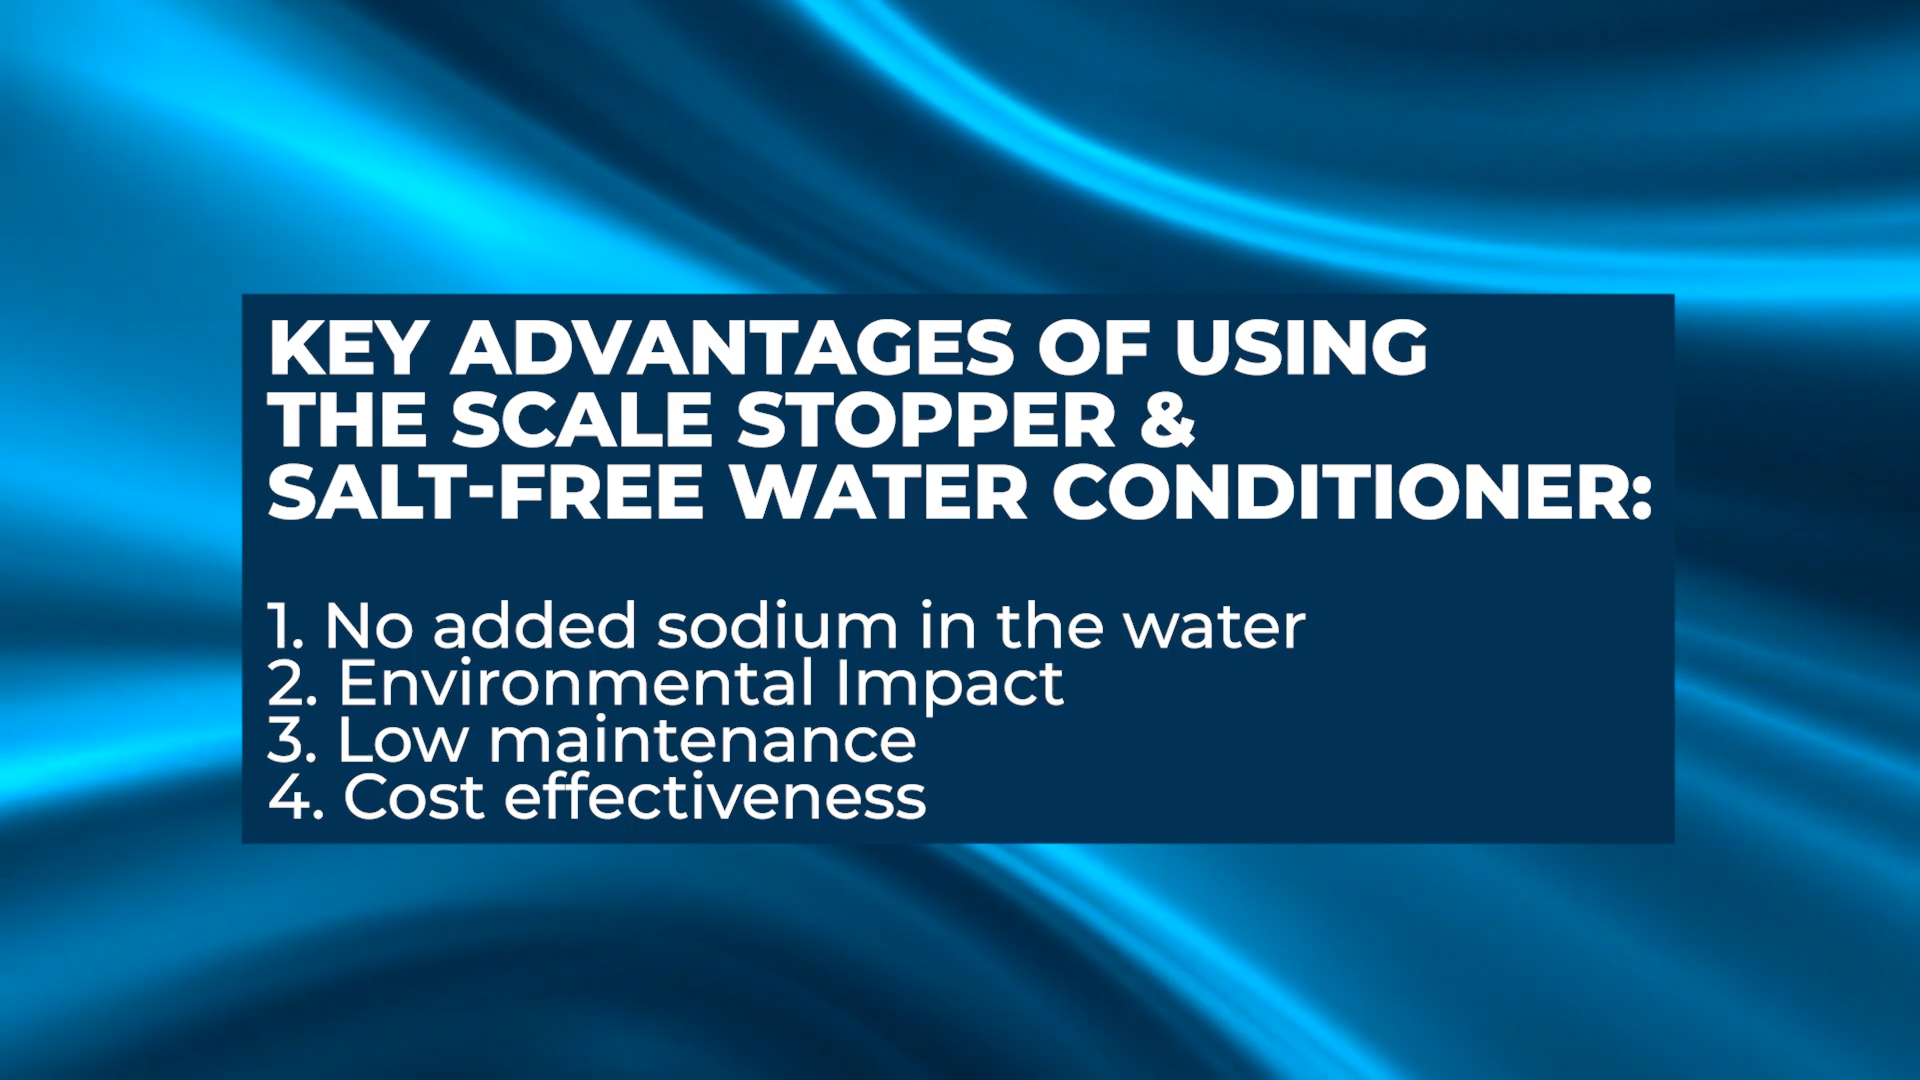 KEY ADVANTAGES OF USING
THE SCALE STOPPER &
SALT-FREE WATER CONDITIONER:
1. No added sodium in the water
2. Environmental Impact
3. Low maintenance
4. Cost effectiveness